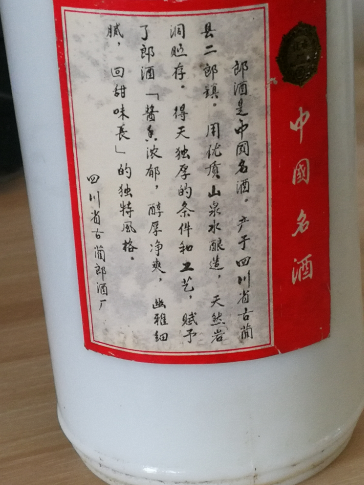 郎酒是中国名酒。产于四川省古蔺
县二郎镇。用优质山泉水酿造，天然岩
洞贮存。得天独厚的条件和工艺，赋予
了郎酒「酱香浓郁，醇厚净爽，幽雅细
腻，回甜味长」的独特风格。
四川省古蔺郎酒厂
中國名酒